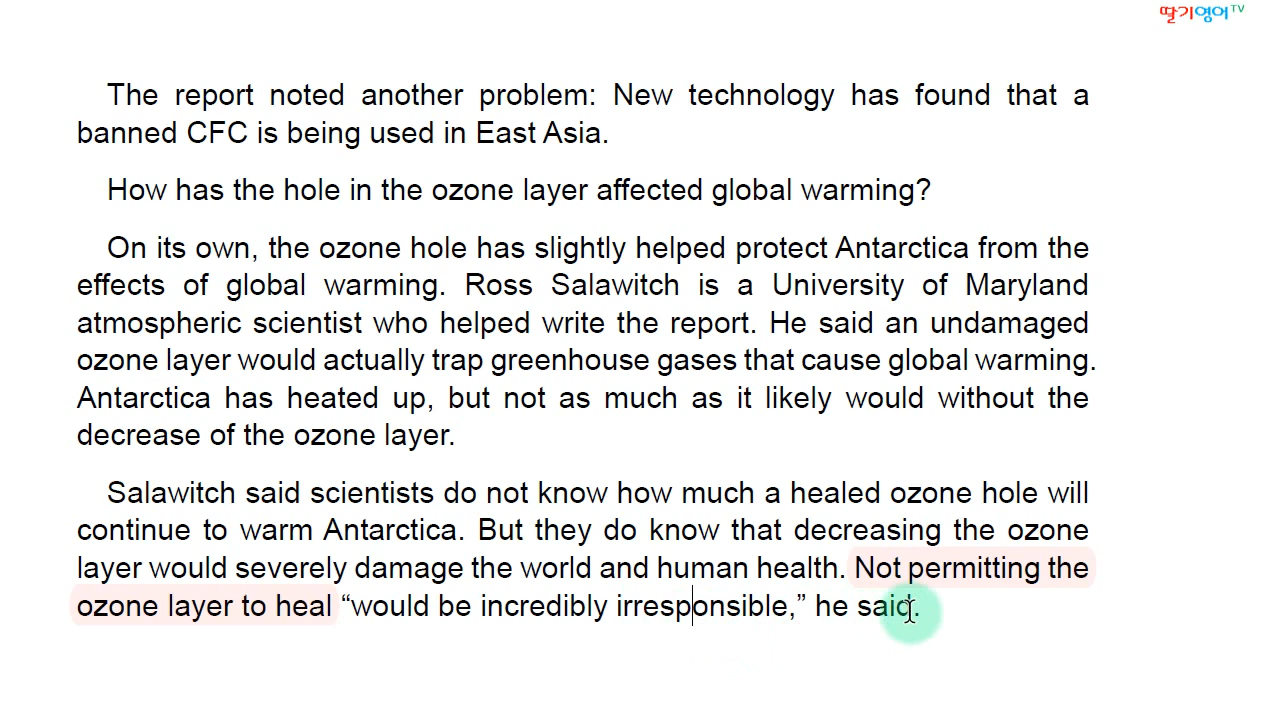 딸기영어TV
The report noted another problem: New technology has found that a
banned CFC is being used in East Asia.
How has the hole in the ozone layer affected global warming?
On its own, the ozone hole has slightly helped protect Antarctica from the
effects of global warming. Ross Salawitch is a University of Maryland
atmospheric scientist who helped write the report. He said an undamaged
ozone layer would actually trap greenhouse gases that cause global warming.
Antarctica has heated up, but not as much as it likely would without the
decrease of the ozone layer.
Salawitch said scientists do not know how much a healed ozone hole will
continue to warm Antarctica. But they do know that decreasing the ozone
layer would severely damage the world and human health. Not permitting the
ozone layer to heal “would be incredibly irresponsible,” he said.